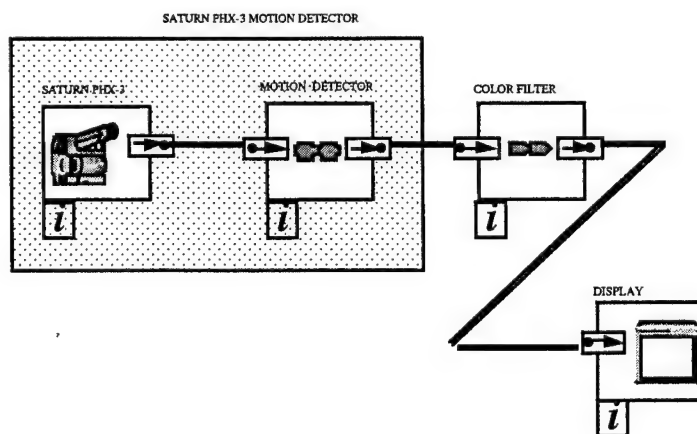 SATURN PHX-3 MOTION DETECTOR
SATURN PHX-3
MOTION DETECTOR
COLOR FILTER
i
i
i
DISPLAY
i